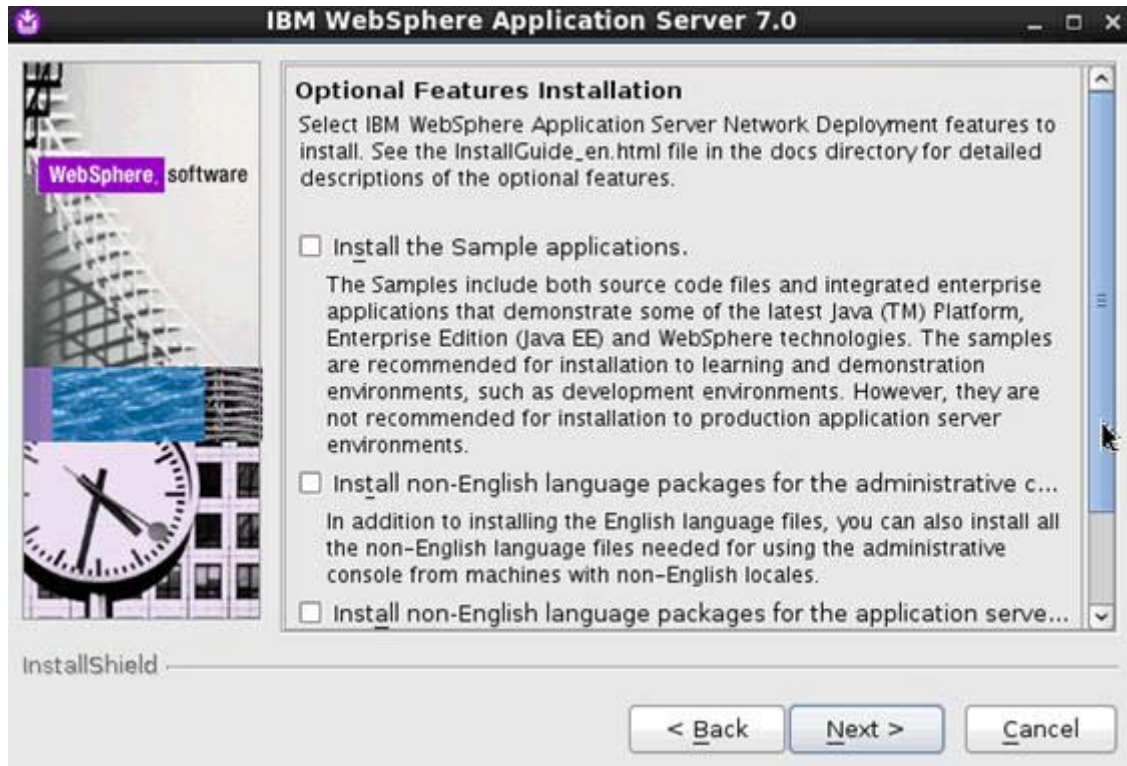 IBM WebSphere Application Server 7.0
WebSphere. software
Optional Features Installation
Select IBM WebSphere Application Server Network Deployment features to
install. See the InstallGuide_en.html file in the docs directory for detailed
descriptions of the optional features.
Install the Sample applications.
The Samples include both source code files and integrated enterprise
applications that demonstrate some of the latest Java (TM) Platform,
Enterprise Edition (Java EE) and WebSphere technologies. The samples
are recommended for installation to learning and demonstration
environments, such as development environments. However, they are
not recommended for installation to production application server
environments.
Install non-English language packages for the administrative c...
In addition to installing the English language files, you can also install all
the non-English language files needed for using the administrative
console from machines with non-English locales.
Install non-English language packages for the application serve...
InstallShield
< Back Next > Cancel